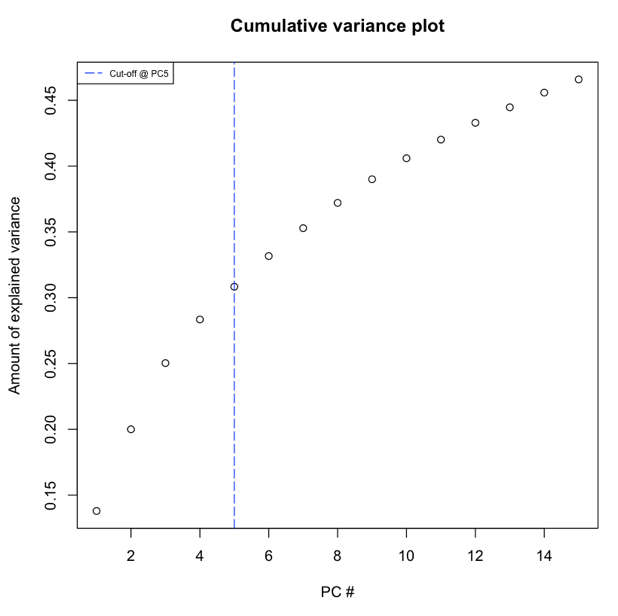 Cumulative variance plot
Cut-off @ PC5
Amount of explained variance
0.45
0.40
0.35
0.30
0.25
0.20
0.15
2 4 6 8 10 12 14
PC #